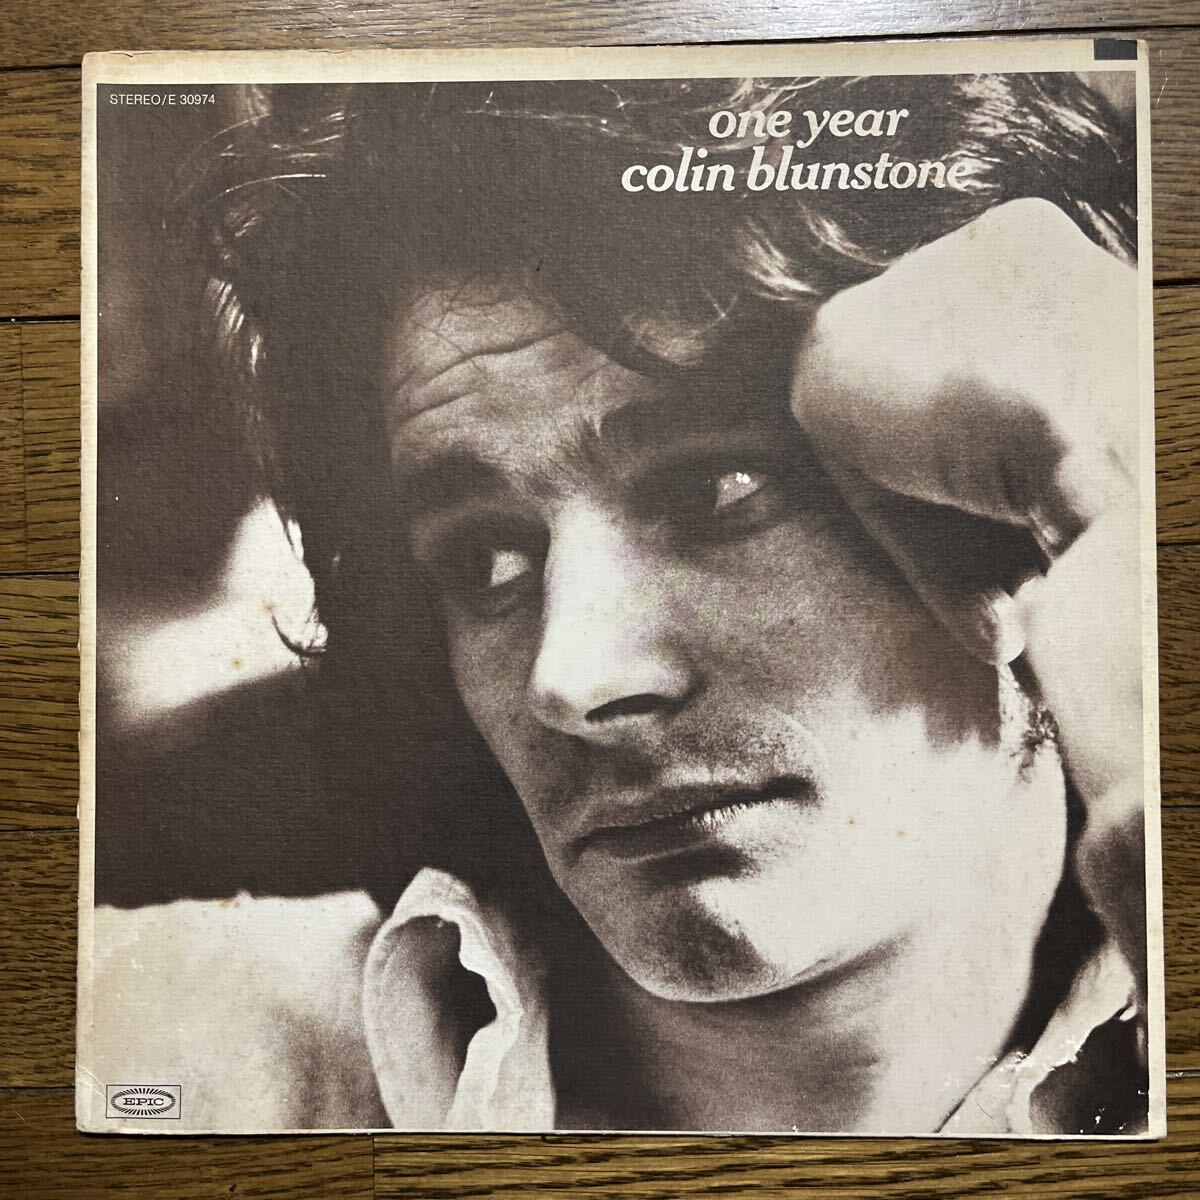 STEREO/E 30974
one year
colin blunstone
EPIC